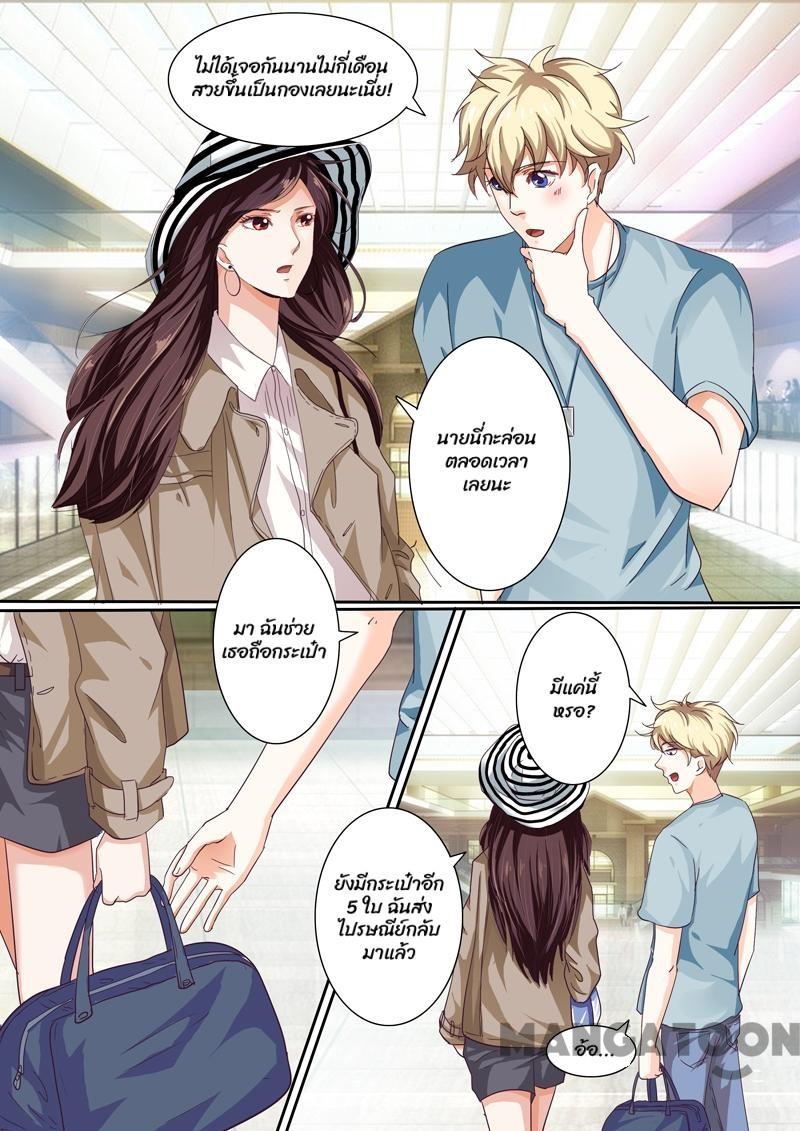 ไม่ได้เจอกันนานไม่กี่เดือน
สวยขึ้นเป็นกองเลยนะเนี่ย!
นายนี่กะล่อน
ตลอดเวลา
เลยนะ
มา ฉันช่วย
เธอถือกระเป๋า
มีแค่นี้
หรอ?
ยังมีกระเป๋าอีก
5 ใบ ฉันส่ง
ไปรษณีย์กลับ
มาแล้ว
อ้อ...
MANGATOON